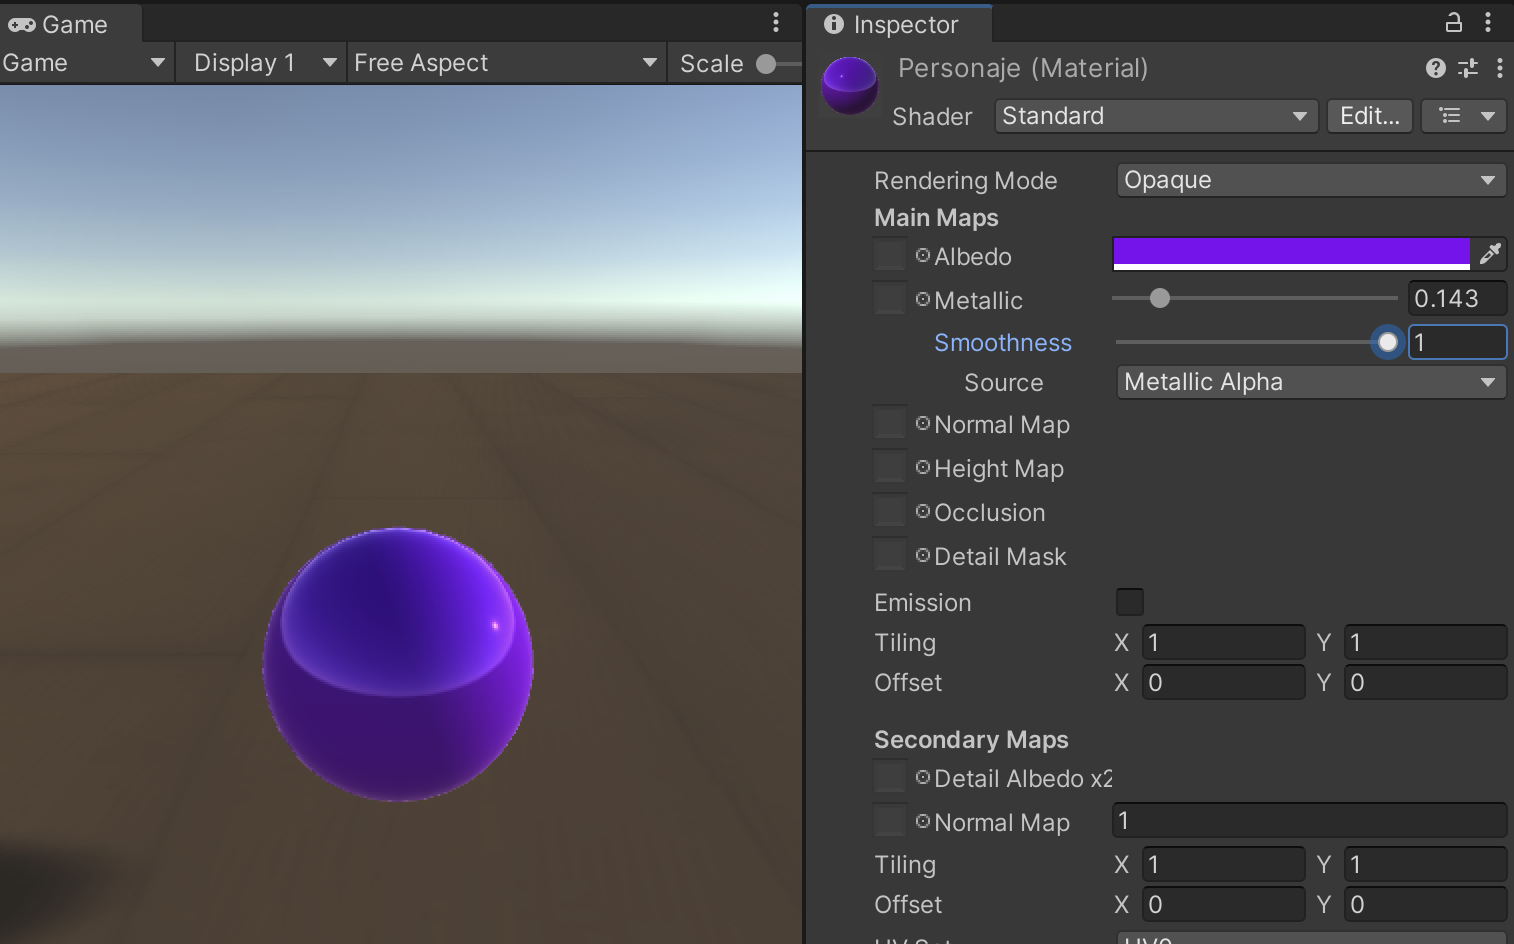 Game
Game Display 1 Free Aspect Scale
Inspector
Personaje (Material)
Shader Standard Edit...
Rendering Mode Opaque
Main Maps
Albedo
Metallic 0.143
Smoothness 1
Source Metallic Alpha
Normal Map
Height Map
Occlusion
Detail Mask
Emission
Tiling X 1 Y 1
Offset X 0 Y 0
Secondary Maps
Detail Albedo x2
Normal Map 1
Tiling X 1 Y 1
Offset X 0 Y 0